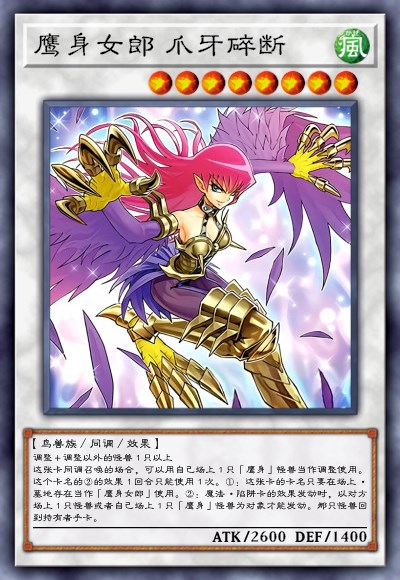 鹰身女郎 爪牙碎断
風
【鸟兽族/同调/效果】
调整+调整以外的怪兽1只以上
这张卡同调召唤的场合，可以用自己场上1只「鹰身」怪兽当作调整使用。
这个卡名的②的效果1回合只能使用1次。①：这张卡的卡名只要在场上·
墓地存在当作「鹰身女郎」使用。②：魔法·陷阱卡的效果发动时，以对方
场上1只怪兽或者自己场上1只「鹰身」怪兽为对象才能发动。那只怪兽回
到持有者手卡。
ATK/2600 DEF/1400